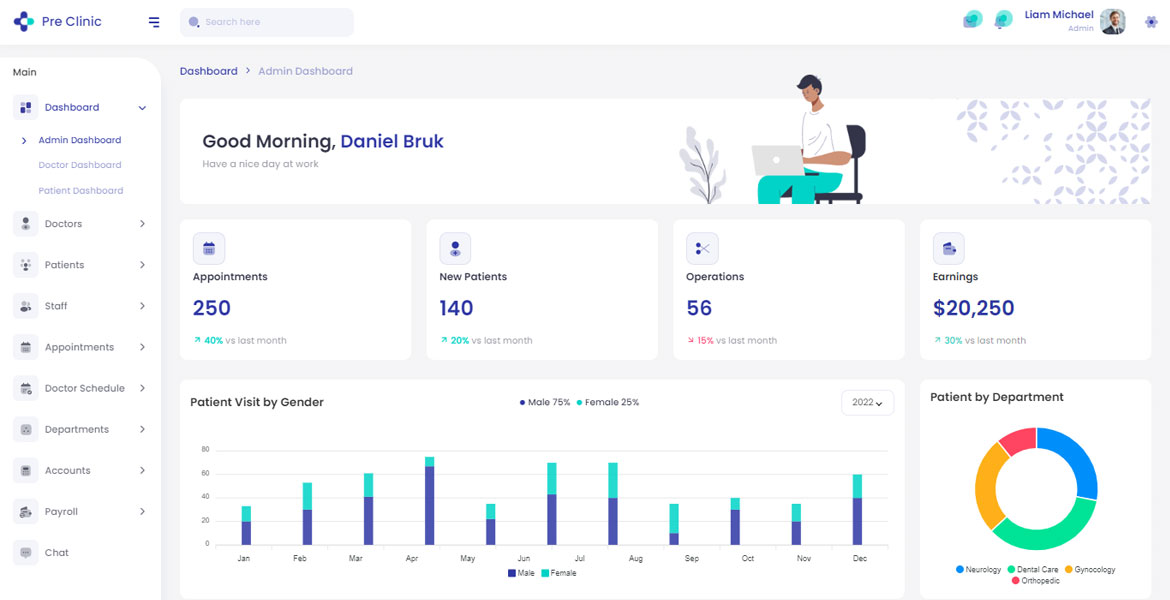 Pre Clinic
Search here
Liam Michael
Admin
Main
Dashboard
Admin Dashboard
Doctor Dashboard
Patient Dashboard
Doctors
Patients
Staff
Appointments
Doctor Schedule
Departments
Accounts
Payroll
Chat
Dashboard > Admin Dashboard
Good Morning, Daniel Bruk
Have a nice day at work
Appointments
250
40% vs last month
New Patients
140
20% vs last month
Operations
56
15% vs last month
Earnings
$20,250
30% vs last month
Patient Visit by Gender
Male 75% Female 25%
2022
80
60
40
20
0
Jan Feb Mar Apr May Jun Jul Aug Sep Oct Nov Dec
Male Female
Patient by Department
Neurology Dental Care Gynocology
Orthopedic